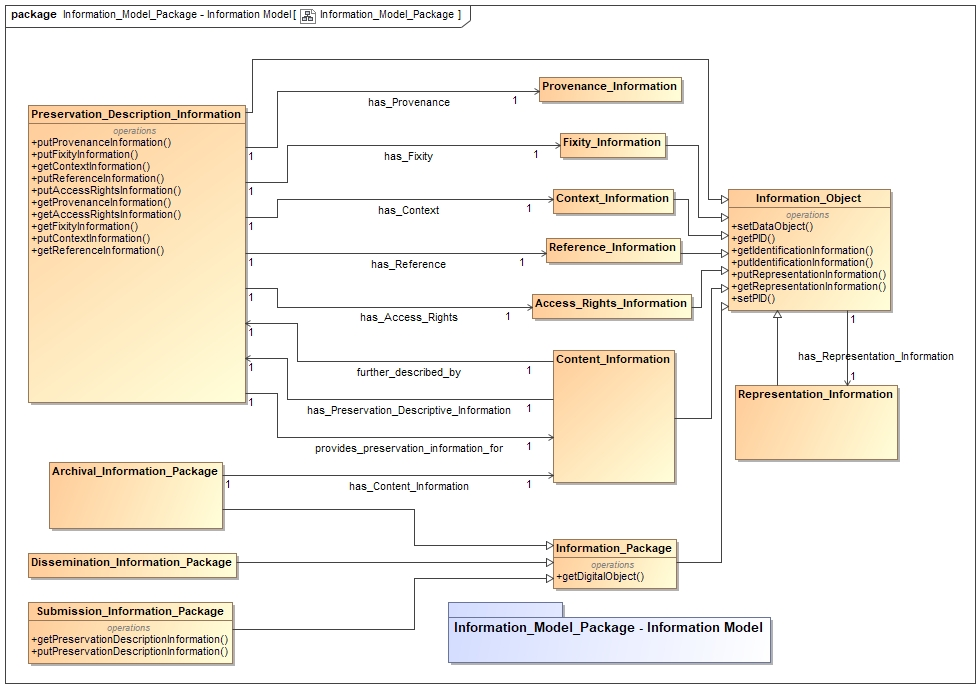 package Information_Model_Package - Information Model[ Information_Model_Package ]
Preservation_Description_Information
operations
+putProvenanceInformation()
+putFixityInformation()
+getContextInformation()
+putReferenceInformation()
+putAccessRightsInformation()
+getProvenanceInformation()
+getAccessRightsInformation()
+getFixityInformation()
+putContextInformation()
+getReferenceInformation()
1
1
1
1
1
1
1
1
has_Provenance
1
Provenance_Information
has_Fixity
1
Fixity_Information
has_Context
1
Context_Information
has_Reference
1
Reference_Information
has_Access_Rights
1
Access_Rights_Information
further_described_by
1
has_Preservation_Descriptive_Information
1
provides_preservation_information_for
1
Content_Information
Information_Object
operations
+setDataObject()
+getPID()
+getIdentificationInformation()
+putIdentificationInformation()
+putRepresentationInformation()
+getRepresentationInformation()
+setPID()
1
has_Representation_Information
1
Representation_Information
Archival_Information_Package
1
has_Content_Information
1
Dissemination_Information_Package
Information_Package
operations
+getDigitalObject()
Submission_Information_Package
operations
+getPreservationDescriptionInformation()
+putPreservationDescriptionInformation()
Information_Model_Package - Information Model